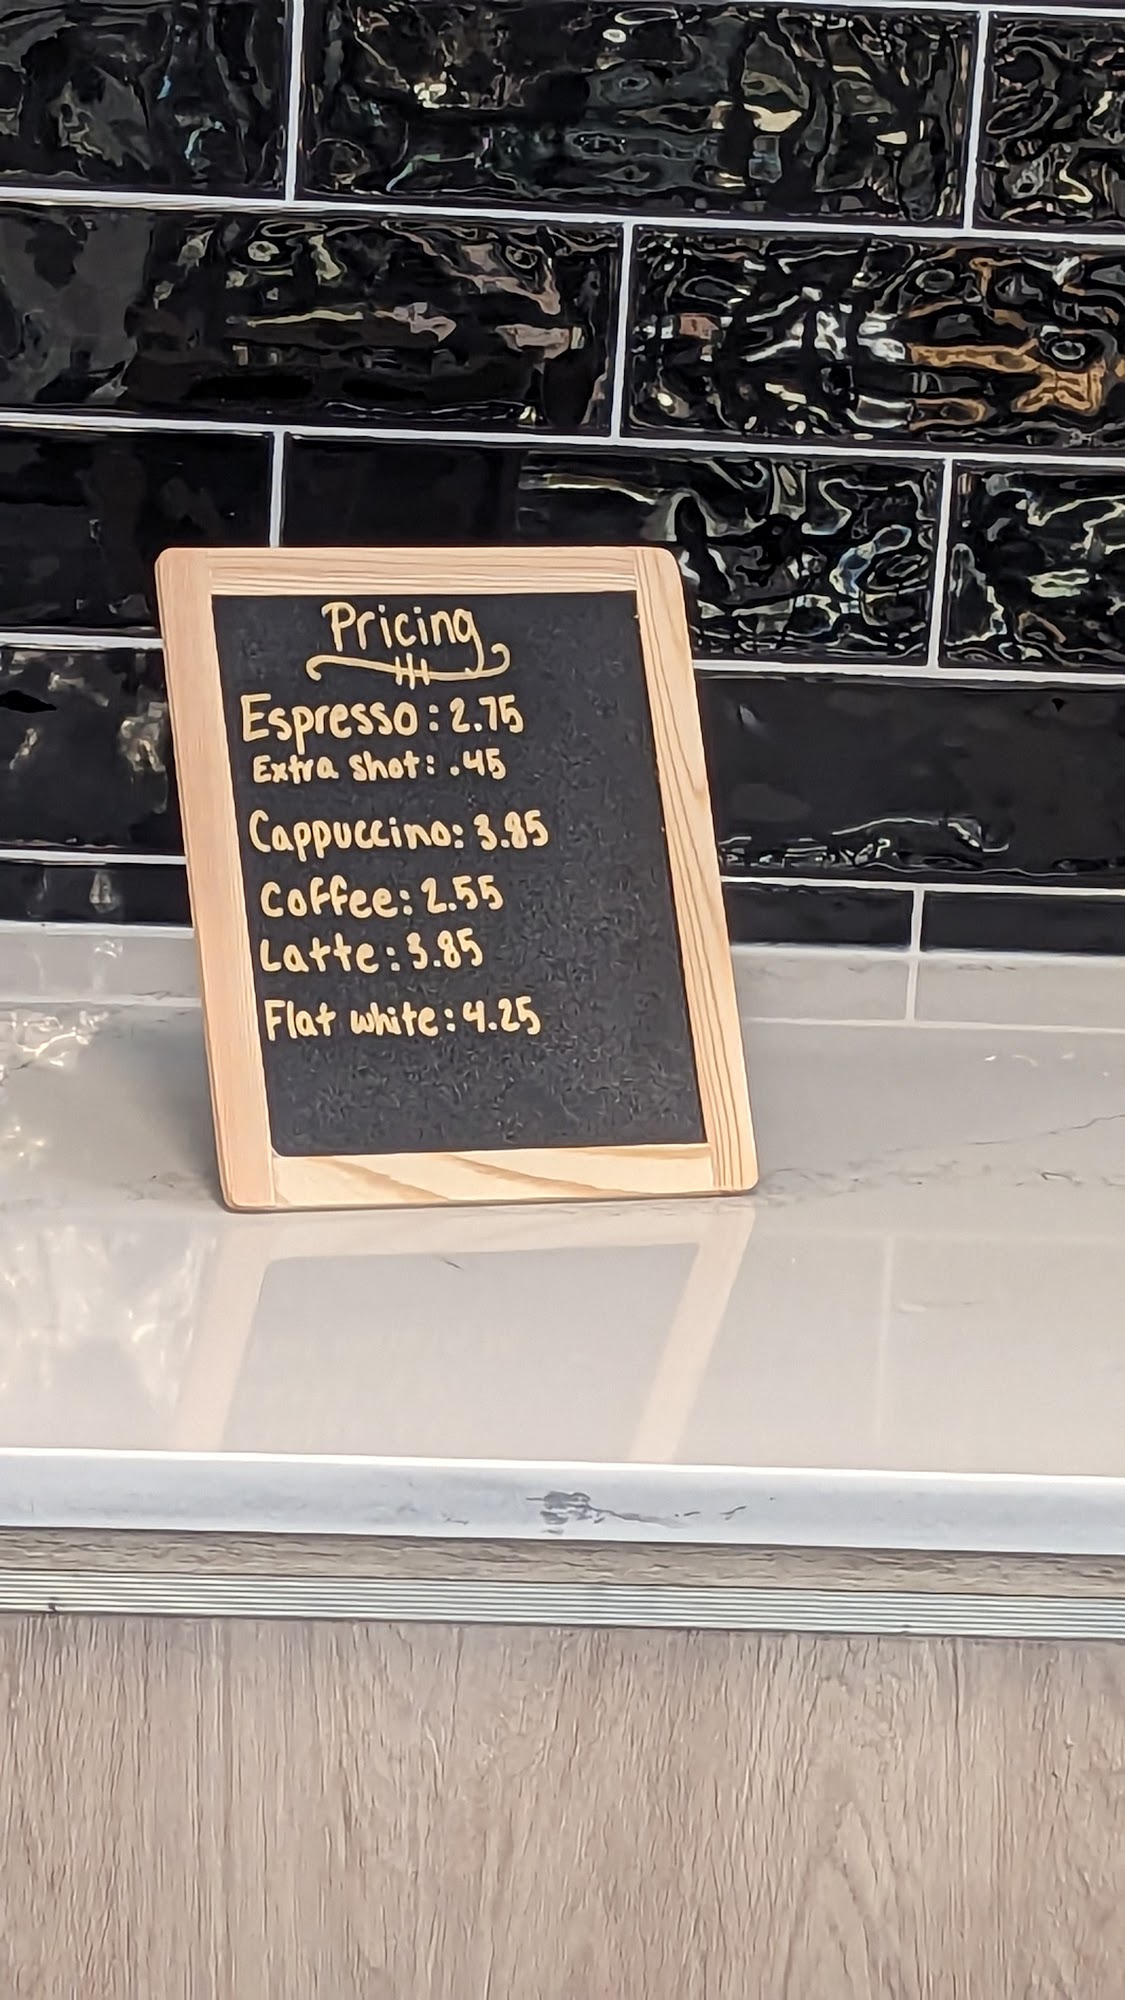 Pricing
Espresso: 2.75
Extra shot: .45
Cappuccino: 3.85
Coffee: 2.55
Latte: 3.85
Flat white: 4.25